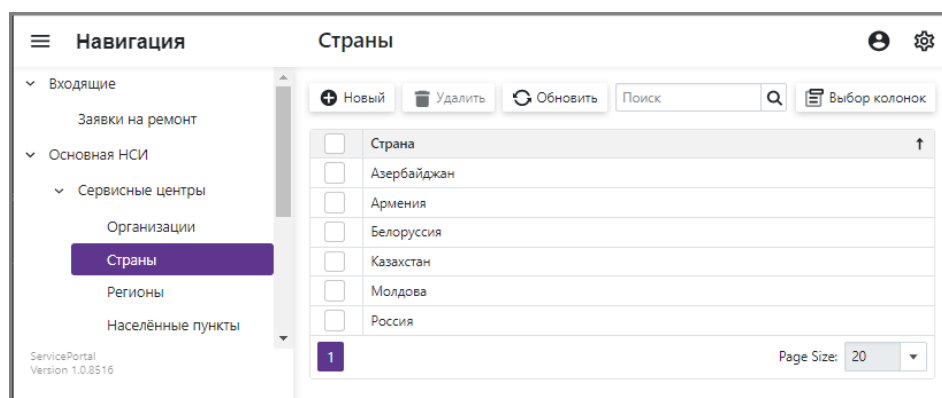 Навигация
Страны
Входящие
Заявки на ремонт
Основная НСИ
Сервисные центры
Организации
Страны
Регионы
Населённые пункты
ServicePortal
Version 1.0.8516
Новый Удалить Обновить Поиск Выбор колонок
Страна
Азербайджан
Армения
Белоруссия
Казахстан
Молдова
Россия
1 Page Size: 20